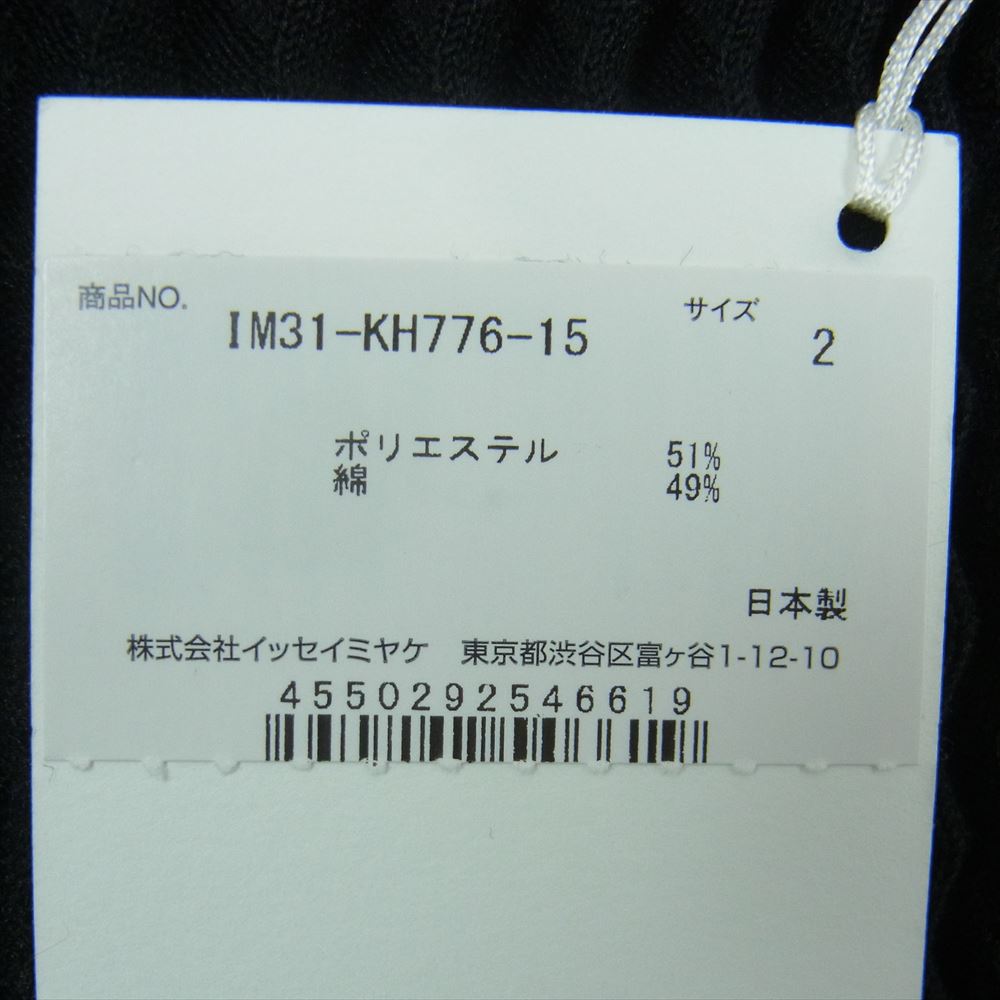 商品NO. IM31-KH776-15 サイズ 2
ポリエステル 51%
綿 49%
日本製
株式会社イッセイミヤケ 東京都渋谷区富ヶ谷1-12-10
4550292546619